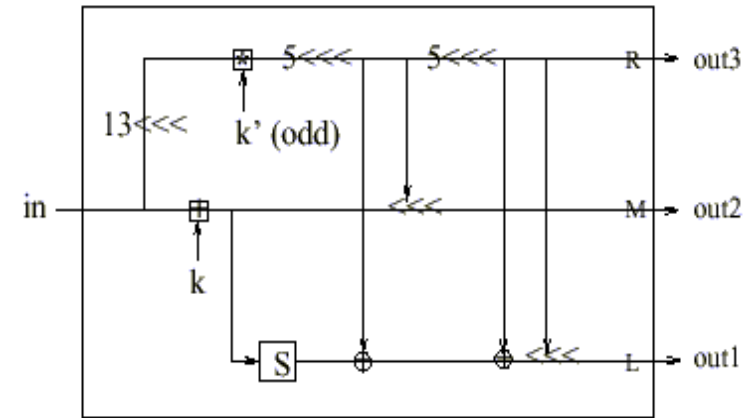 * 5<<< 5<<< R out3
13<<<
k’ (odd)
in + <<< M out2
k
S + + <<< L out1